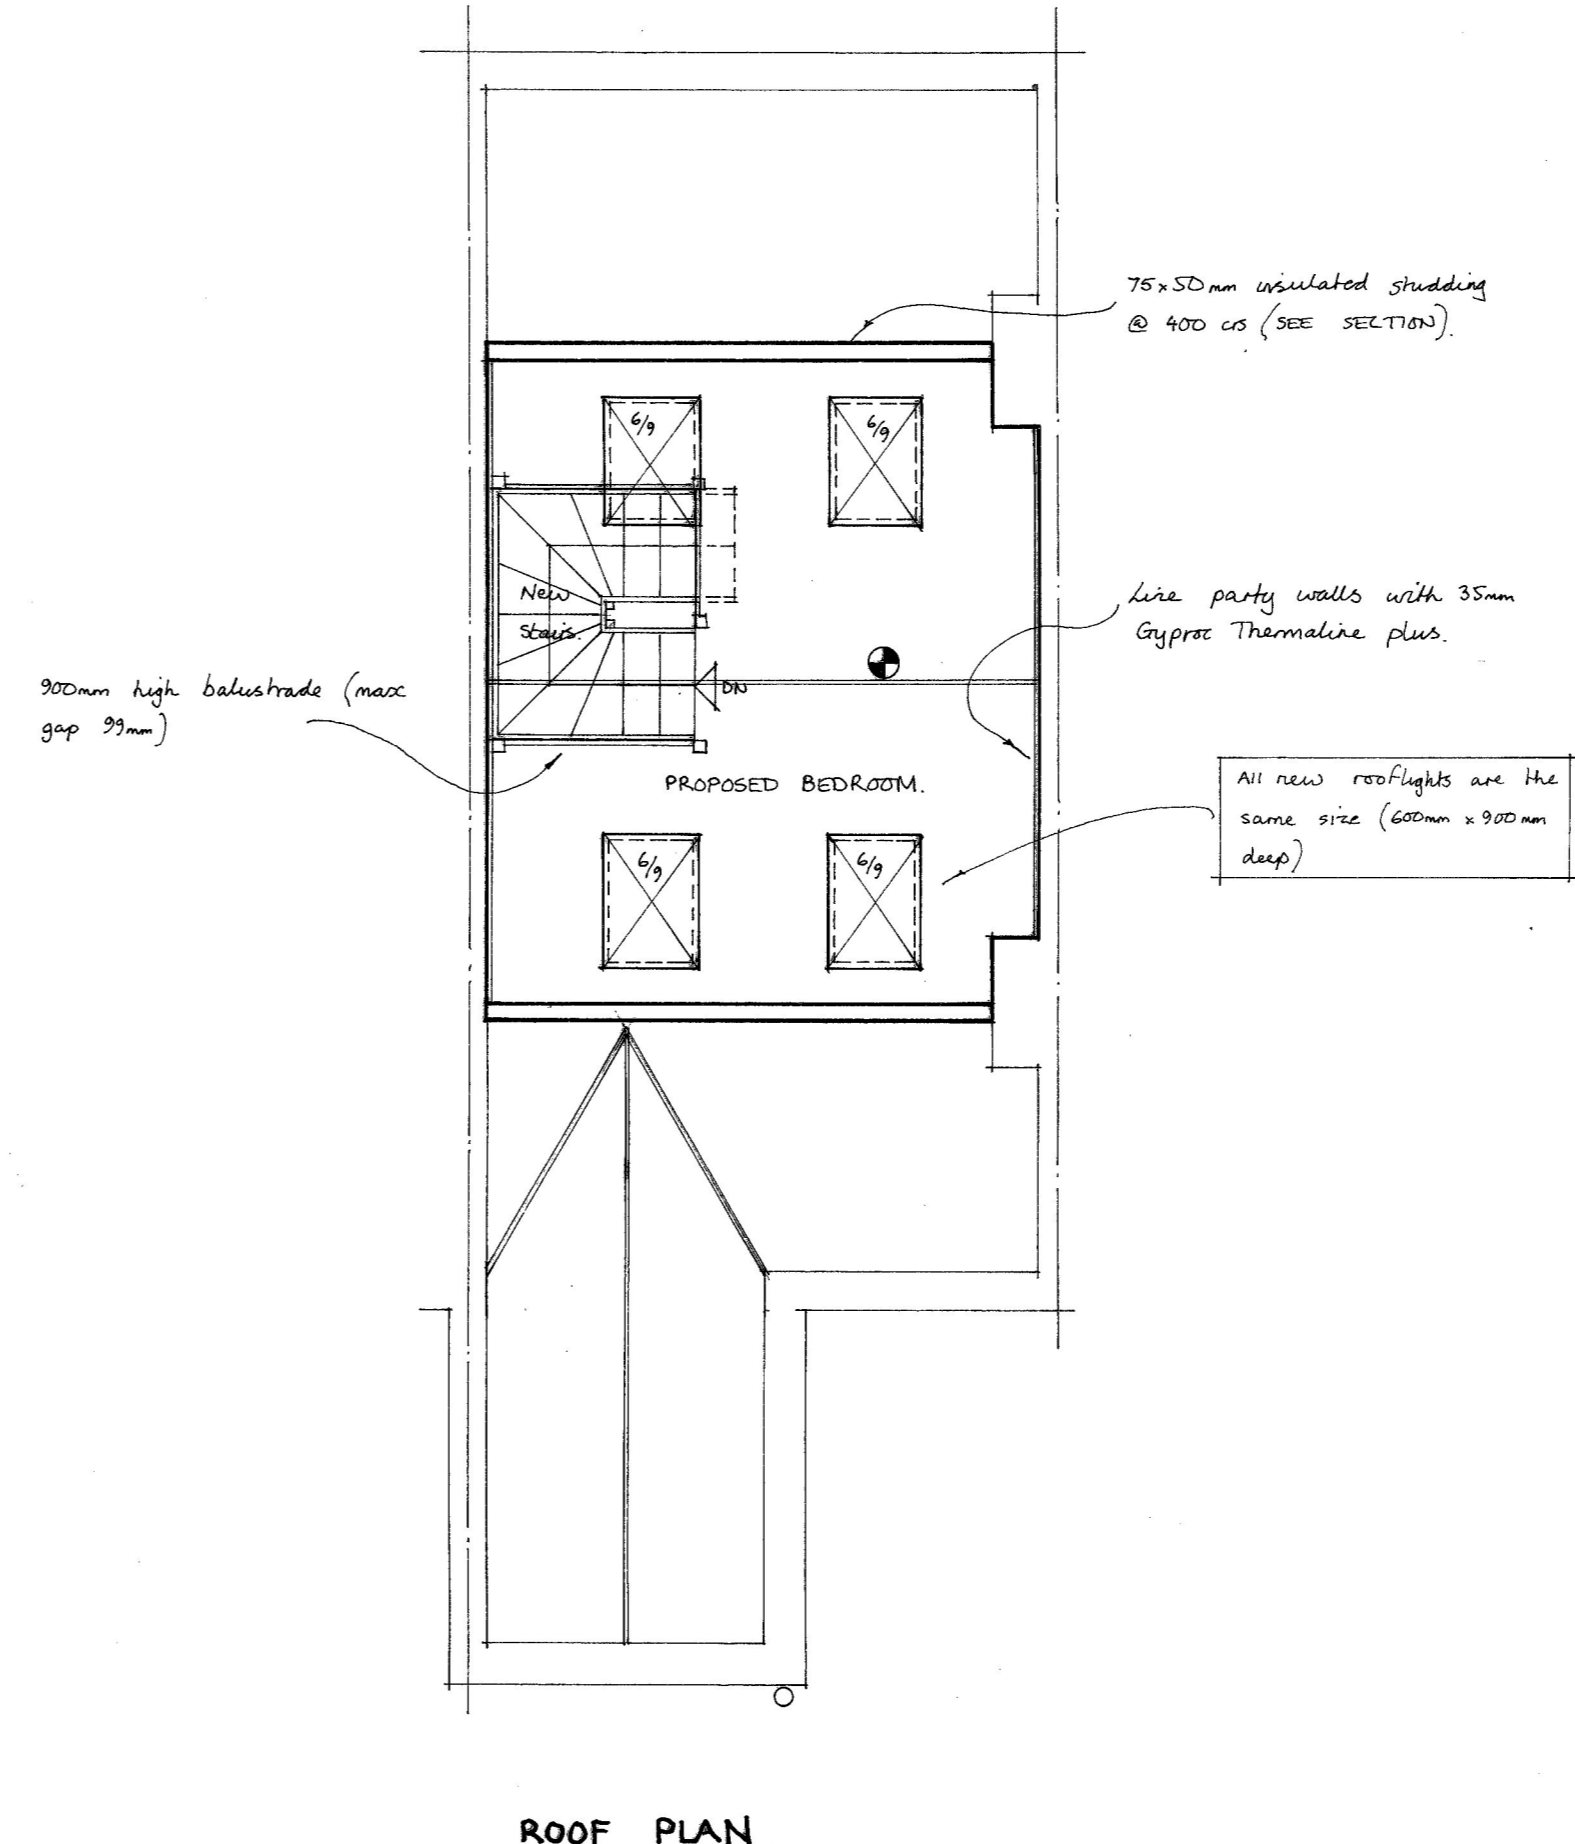 75x50mm insulated studding
@ 400 crs (SEE SECTION).
6/9
6/9
New
Stairs.
Line party walls with 35mm
Gyproc Thermaline plus.
900mm high balustrade (max
gap 99mm)
DN
PROPOSED BEDROOM.
All new rooflights are the
same size (600mm x 900mm
deep)
6/9
6/9
ROOF PLAN